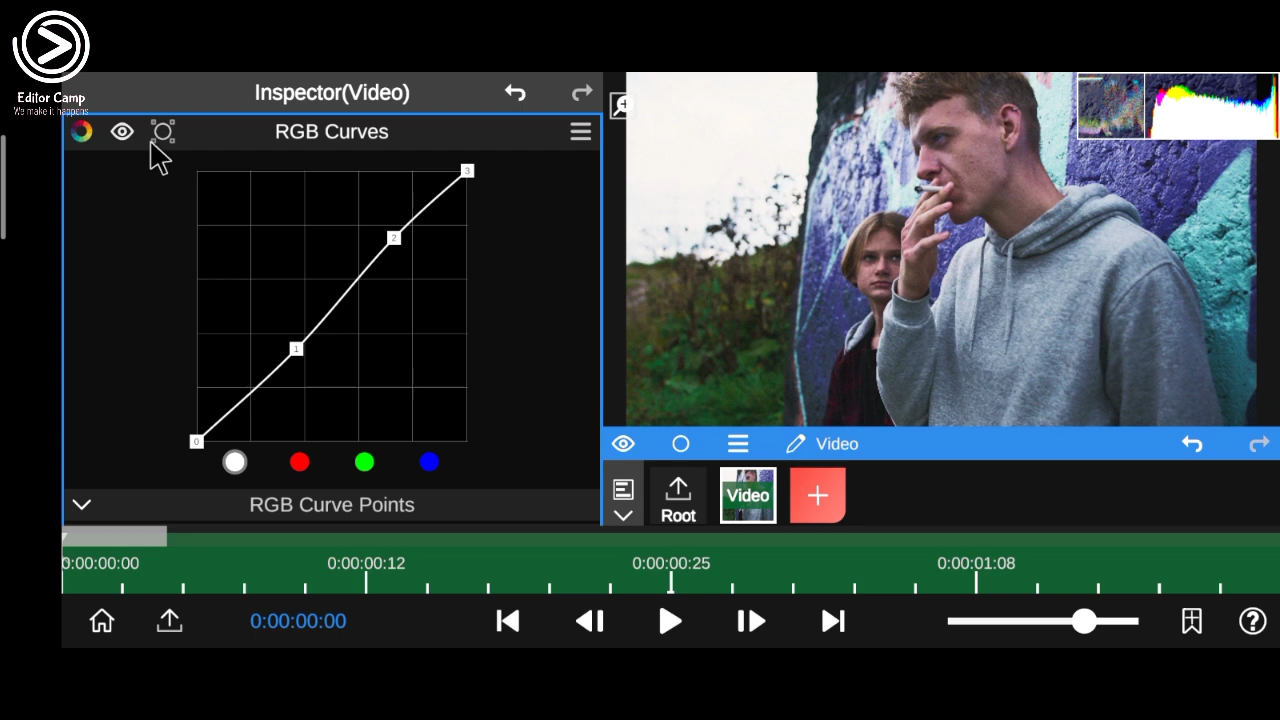 Editor Camp
We make it happens
Inspector(Video)
RGB Curves
3
2
1
0
RGB Curve Points
Video
Video
Root
0:00:00:00
0:00:00:12
0:00:00:25
0:00:01:08
0:00:00:00